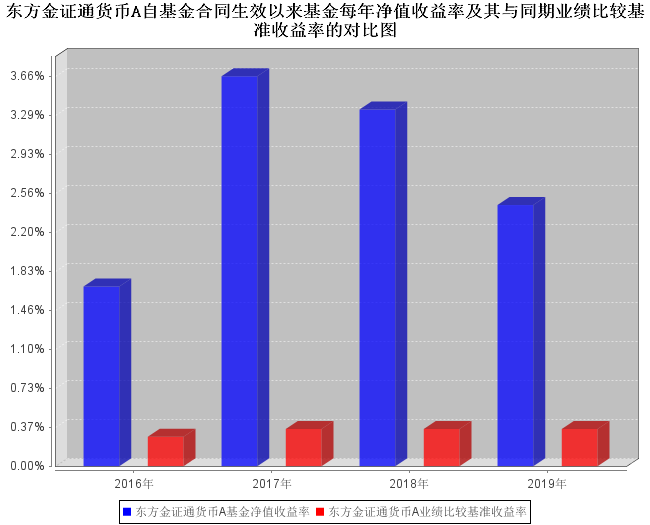 东方金证通货币A自基金合同生效以来基金每年净值收益率及其与同期业绩比较基
准收益率的对比图
3.66%
3.29%
2.93%
2.56%
2.20%
1.83%
1.46%
1.10%
0.73%
0.37%
0.00%
2016年 2017年 2018年 2019年
东方金证通货币A基金净值收益率 东方金证通货币A业绩比较基准收益率